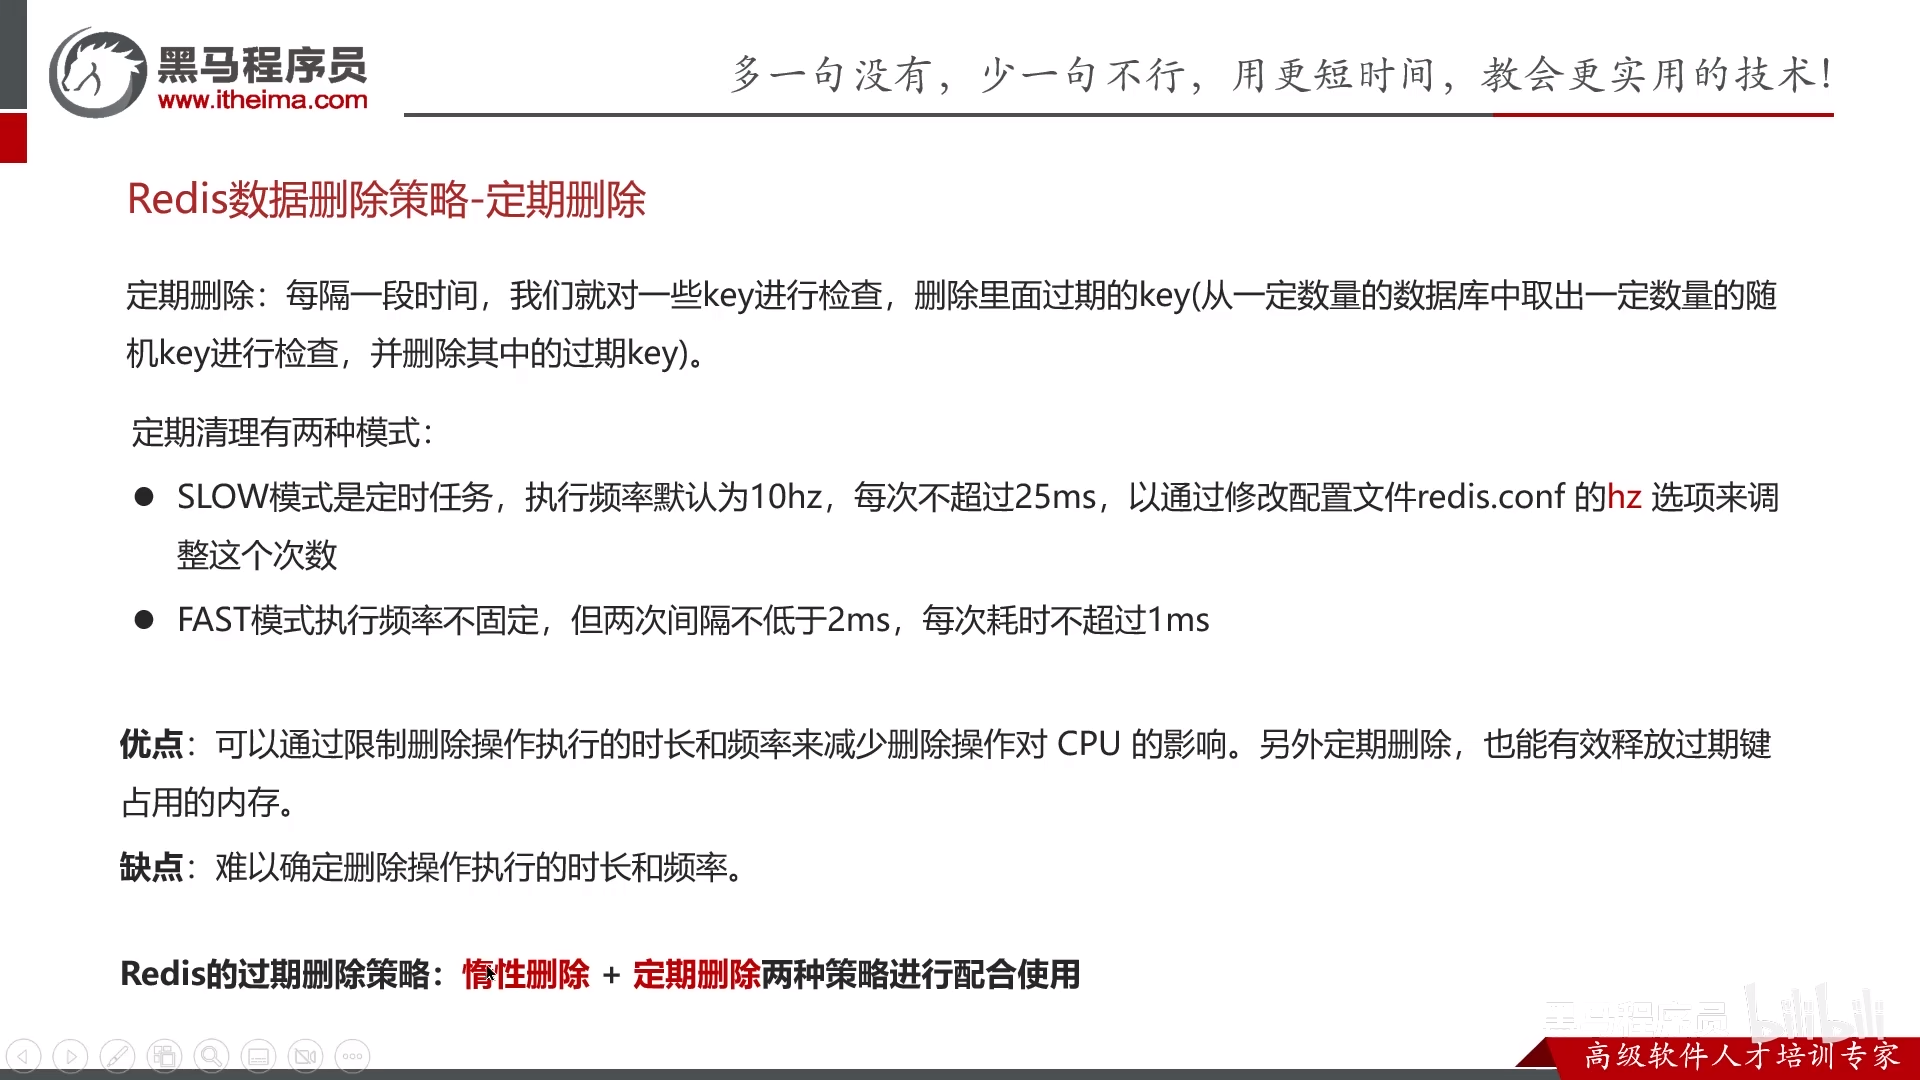 黑马程序员
www.itheima.com
多一句没有，少一句不行，用更短时间，教会更实用的技术！
Redis数据删除策略-定期删除
定期删除：每隔一段时间，我们就对一些key进行检查，删除里面过期的key(从一定数量的数据库中取出一定数量的随
机key进行检查，并删除其中的过期key)。
定期清理有两种模式：
● SLOW模式是定时任务，执行频率默认为10hz，每次不超过25ms，以通过修改配置文件redis.conf 的hz 选项来调
整这个次数
● FAST模式执行频率不固定，但两次间隔不低于2ms，每次耗时不超过1ms
优点：可以通过限制删除操作执行的时长和频率来减少删除操作对 CPU 的影响。另外定期删除，也能有效释放过期键
占用的内存。
缺点：难以确定删除操作执行的时长和频率。
Redis的过期删除策略：惰性删除 + 定期删除两种策略进行配合使用
黑马程序员 bilibili
高级软件人才培训专家